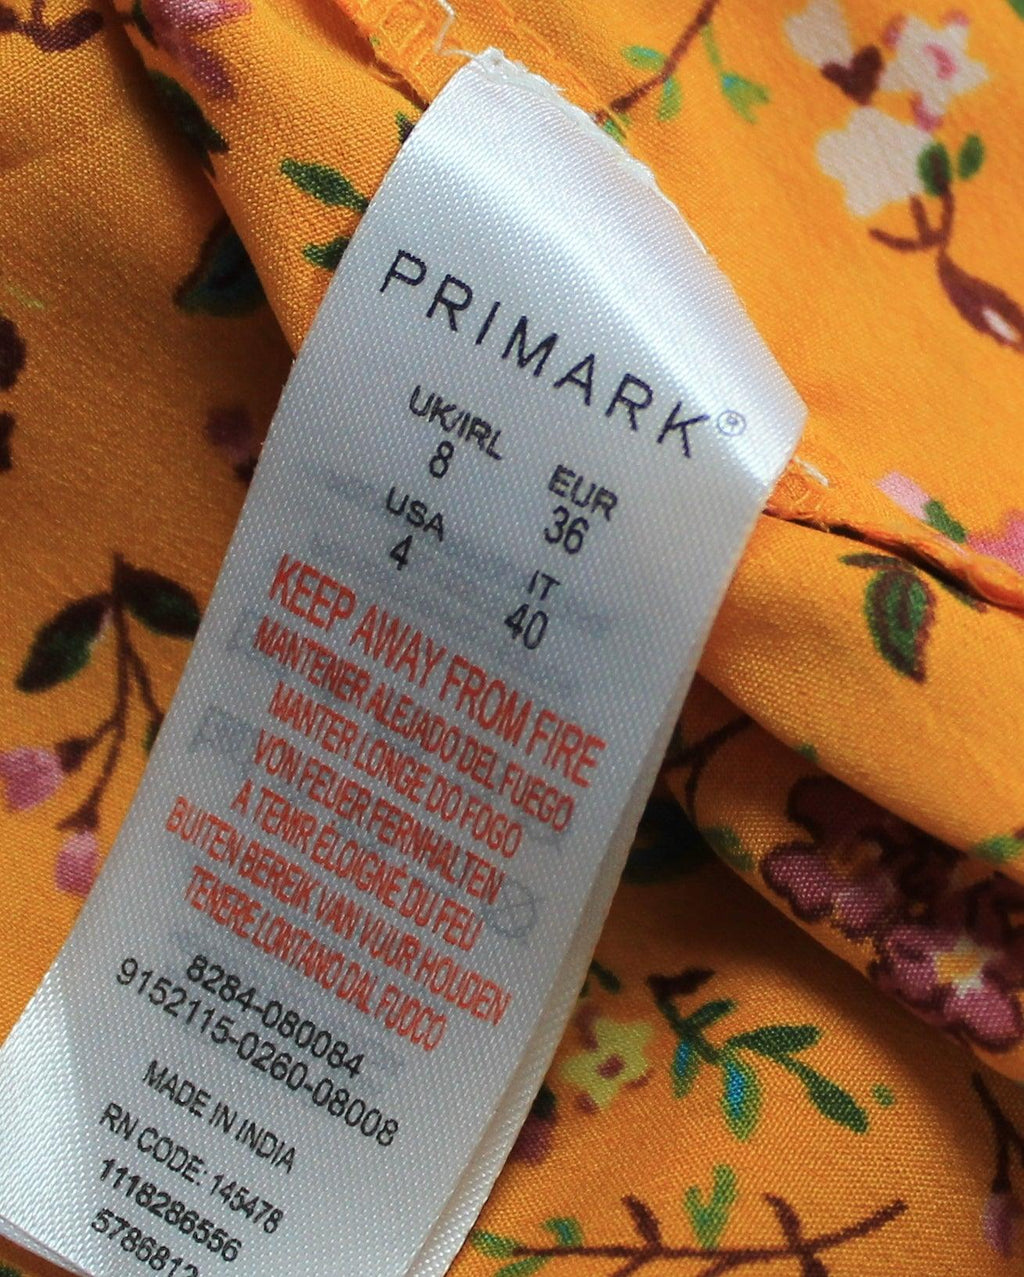 PRIMARK®
UK/IRL EUR
8 36
USA IT
4 40
KEEP AWAY FROM FIRE
MANTENER ALEJADO DEL FUEGO
MANTER LONGE DO FOGO
VON FEUER FERNHALTEN
A TENIR ÉLOIGNÉ DU FEU
BUITEN BEREIK VAN VUUR HOUDEN
TENERE LONTANO DAL FUOCO
8284-080084
9152115-0260-08008
MADE IN INDIA
RN CODE: 145478
1118286556